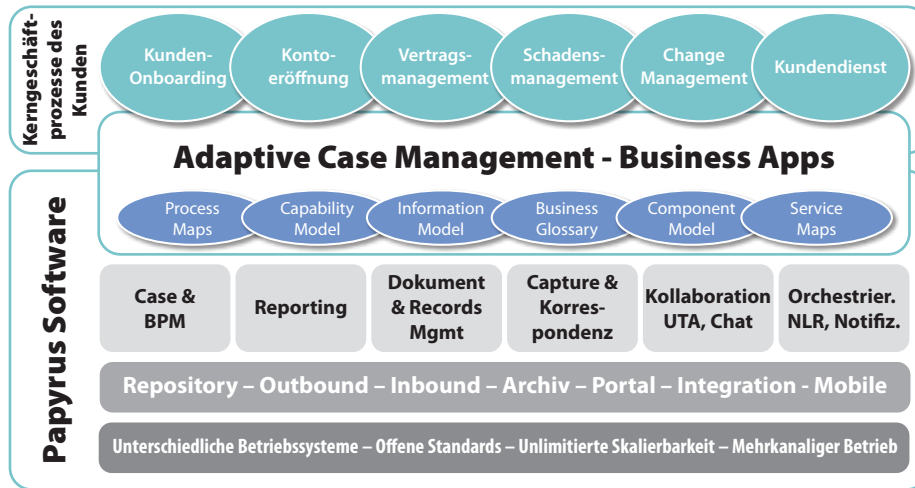 Kerngeschäft-
prozesse des
Kunden
Kunden-
Onboarding
Konto-
eröffnung
Vertrags-
management
Schadens-
management
Change
Management
Kundendienst
Adaptive Case Management - Business Apps
Process
Maps
Capability
Model
Information
Model
Business
Glossary
Component
Model
Service
Maps
Papyrus Software
Case &
BPM
Reporting
Dokument
& Records
Mgmt
Capture &
Korres-
pondenz
Kollaboration
UTA, Chat
Orchestrier.
NLR, Notifiz.
Repository – Outbound – Inbound – Archiv – Portal – Integration - Mobile
Unterschiedliche Betriebssysteme – Offene Standards – Unlimitierte Skalierbarkeit – Mehrkanaliger Betrieb